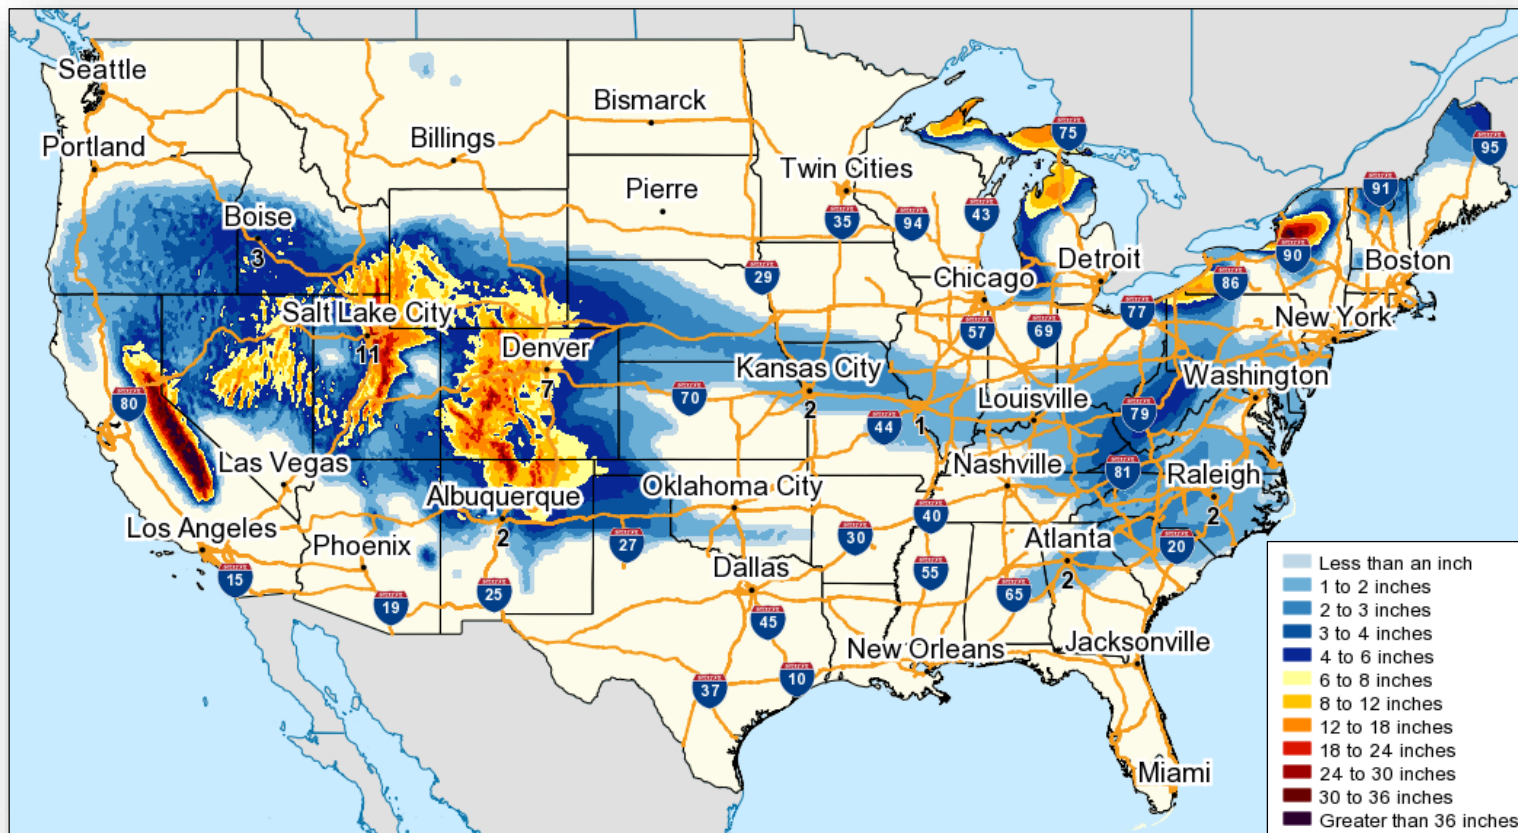 Seattle
Portland
Billings
Bismarck
Pierre
Twin Cities
75
95
91
Boise
3
35
94
43
29
Chicago
Detroit
90
Boston
86
Salt Lake City
11
Denver
7
57
69
77
New York
80
Kansas City
2
70
44
1
Louisville
79
Washington
Las Vegas
Albuquerque
2
Oklahoma City
Nashville
81
Raleigh
2
Los Angeles
Phoenix
27
30
40
Atlanta
2
20
15
19
25
Dallas
55
65
45
New Orleans
Jacksonville
37
10
Miami
Less than an inch
1 to 2 inches
2 to 3 inches
3 to 4 inches
4 to 6 inches
6 to 8 inches
8 to 12 inches
12 to 18 inches
18 to 24 inches
24 to 30 inches
30 to 36 inches
Greater than 36 inches